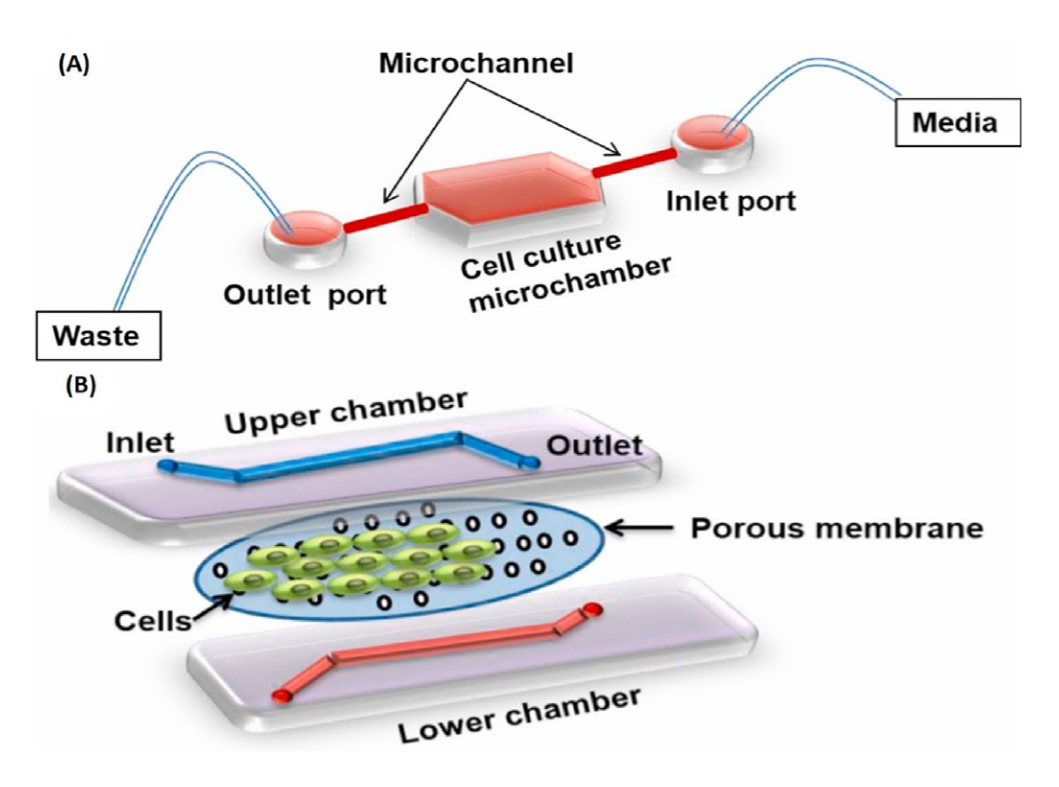 (A)
Microchannel
Media
Inlet port
Cell culture
microchamber
Outlet port
Waste
(B)
Upper chamber
Inlet
Outlet
Porous membrane
Cells
Lower chamber